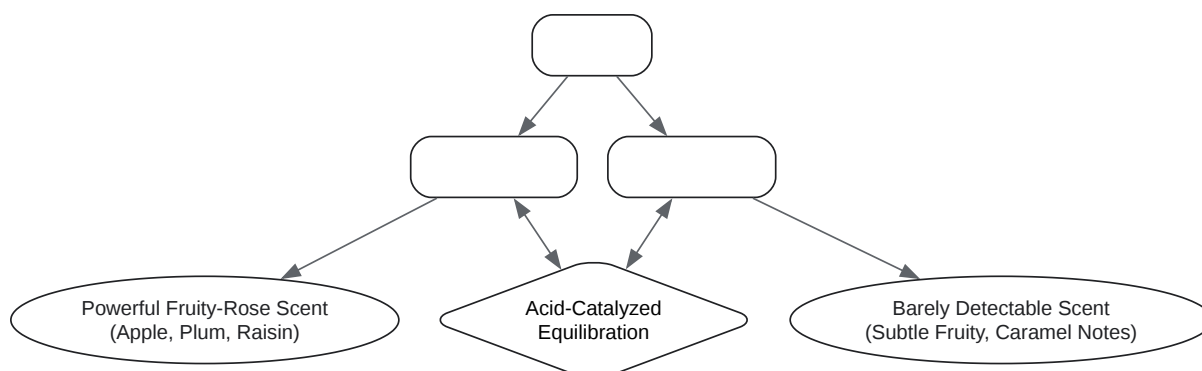 Powerful Fruity-Rose Scent
(Apple, Plum, Raisin)
Acid-Catalyzed
Equilibration
Barely Detectable Scent
(Subtle Fruity, Caramel Notes)